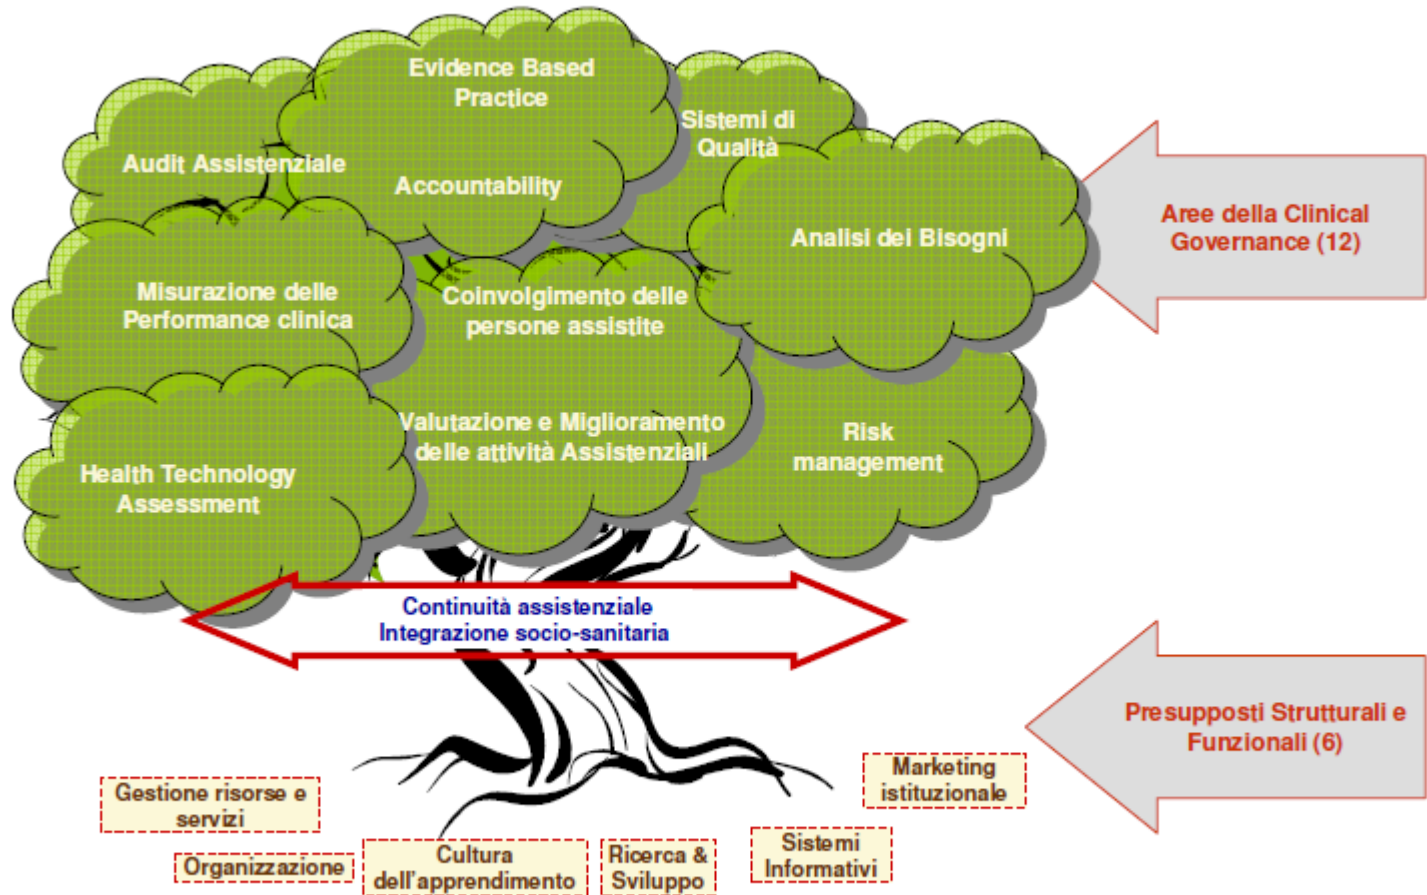 Evidence Based
Practice
Sistemi di
Qualità
Audit Assistenziale
Accountability
Aree della Clinical
Governance (12)
Analisi dei Bisogni
Misurazione delle
Performance clinica
Coinvolgimento delle
persone assistite
Valutazione e Miglioramento
delle attività Assistenziali
Risk
management
Health Technology
Assessment
Continuità assistenziale
Integrazione socio-sanitaria
Presupposti Strutturali e
Funzionali (6)
Marketing
istituzionale
Gestione risorse e
servizi
Organizzazione
Cultura
dell'apprendimento
Ricerca &
Sviluppo
Sistemi
Informativi